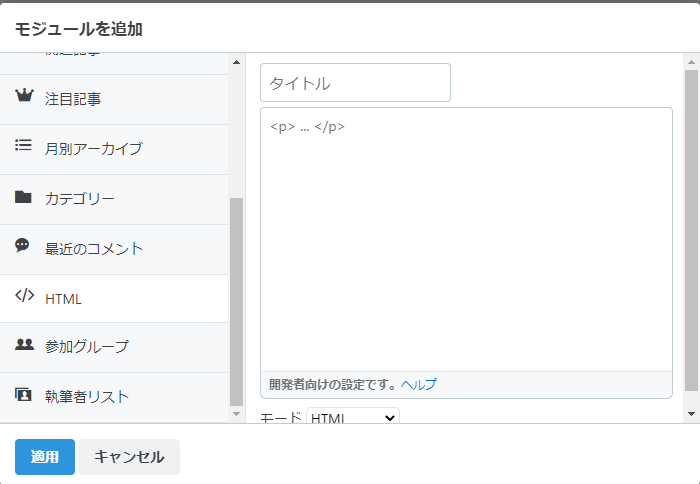 モジュールを追加
注目記事
月別アーカイブ
カテゴリー
最近のコメント
HTML
参加グループ
執筆者リスト
タイトル
<p> ... </p>
開発者向けの設定です。ヘルプ
モード HTML
適用
キャンセル